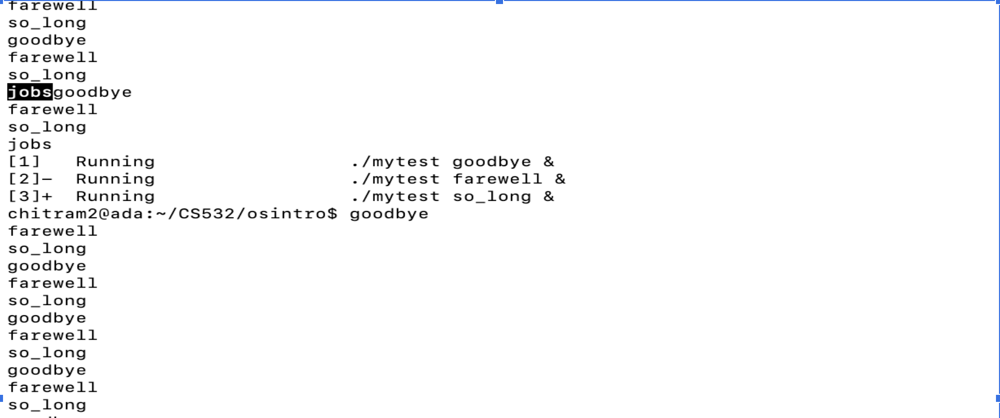 farewell
so_long
goodbye
farewell
so_long
jobsgoodbye
farewell
so_long
jobs
[1]   Running                          ./mytest goodbye &
[2]–  Running                          ./mytest farewell &
[3]+  Running                          ./mytest so_long &
chitram2@ada:~/CS532/osintro$ goodbye
farewell
so_long
goodbye
farewell
so_long
goodbye
farewell
so_long
goodbye
farewell
so_long